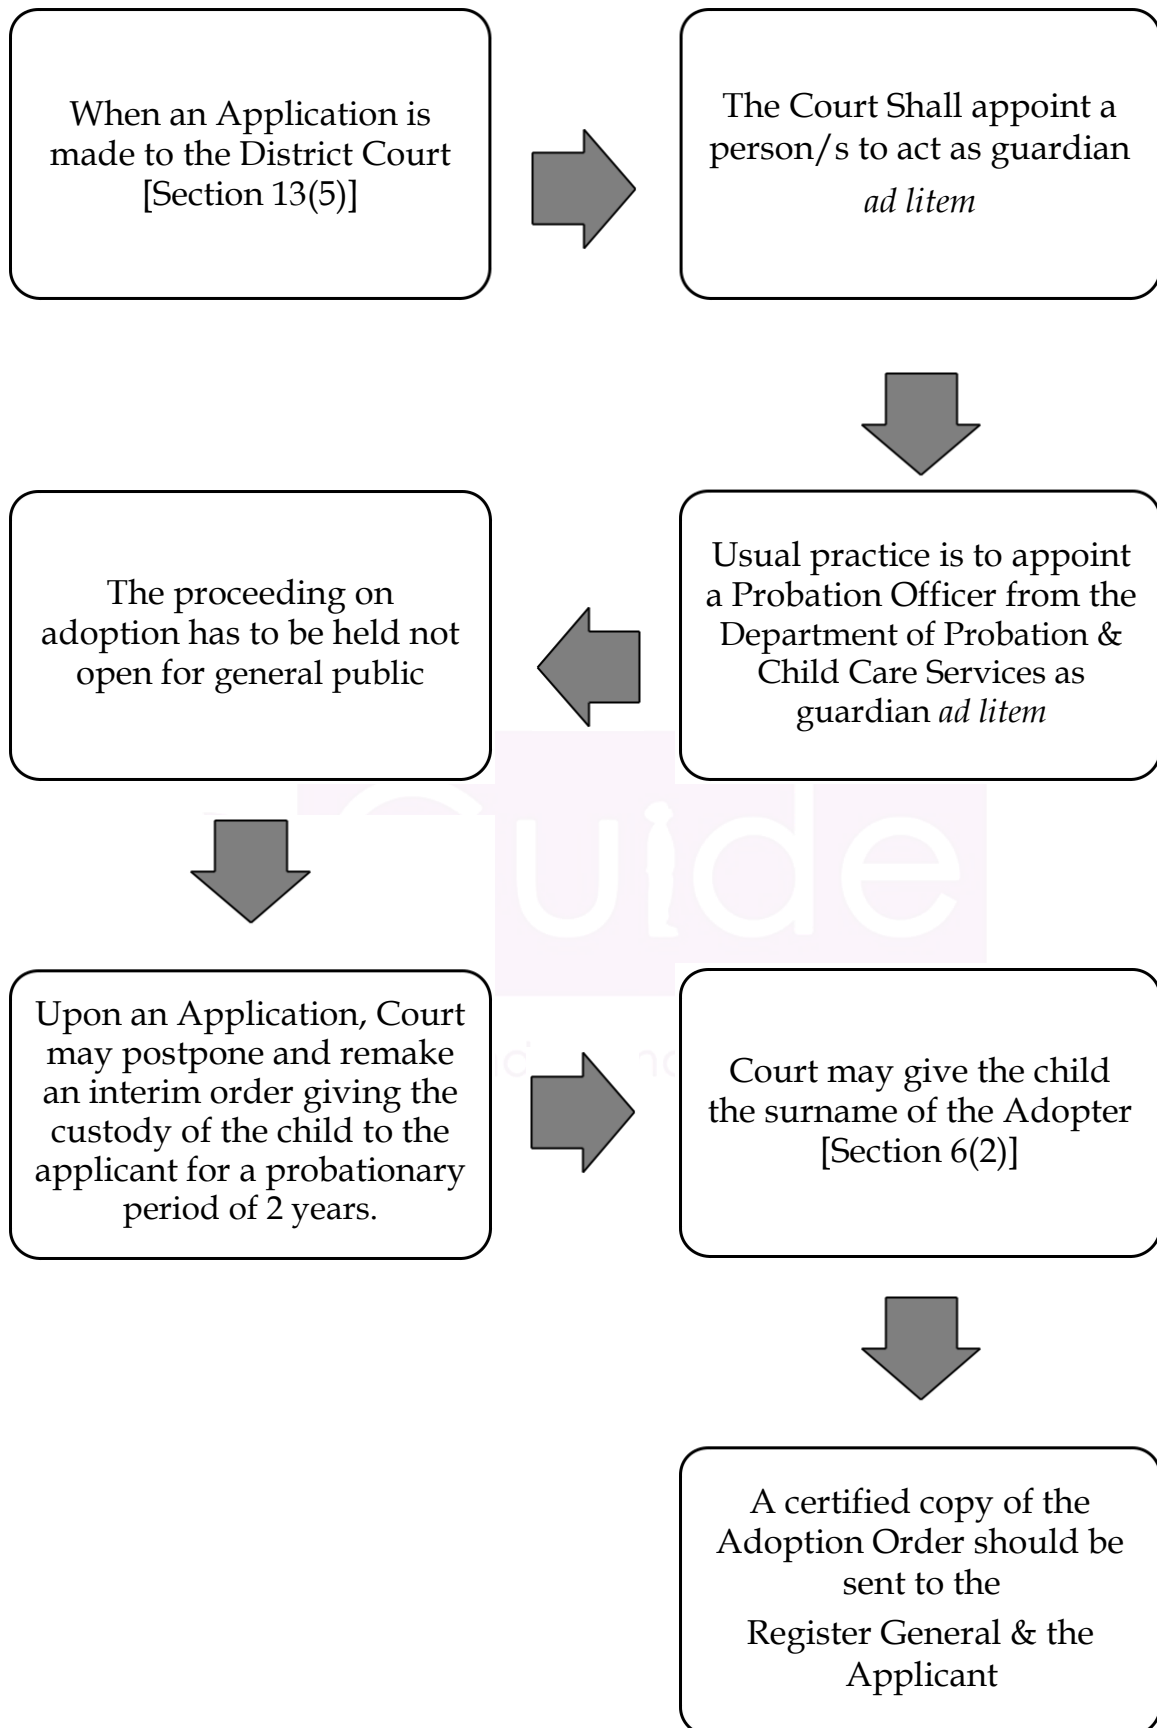 When an Application is
made to the District Court
[Section 13(5)]
The Court Shall appoint a
person/s to act as guardian
ad litem
Usual practice is to appoint
a Probation Officer from the
Department of Probation &
Child Care Services as
guardian ad litem
The proceeding on
adoption has to be held not
open for general public
Upon an Application, Court
may postpone and remake
an interim order giving the
custody of the child to the
applicant for a probationary
period of 2 years.
Court may give the child
the surname of the Adopter
[Section 6(2)]
A certified copy of the
Adoption Order should be
sent to the
Register General & the
Applicant
Guide